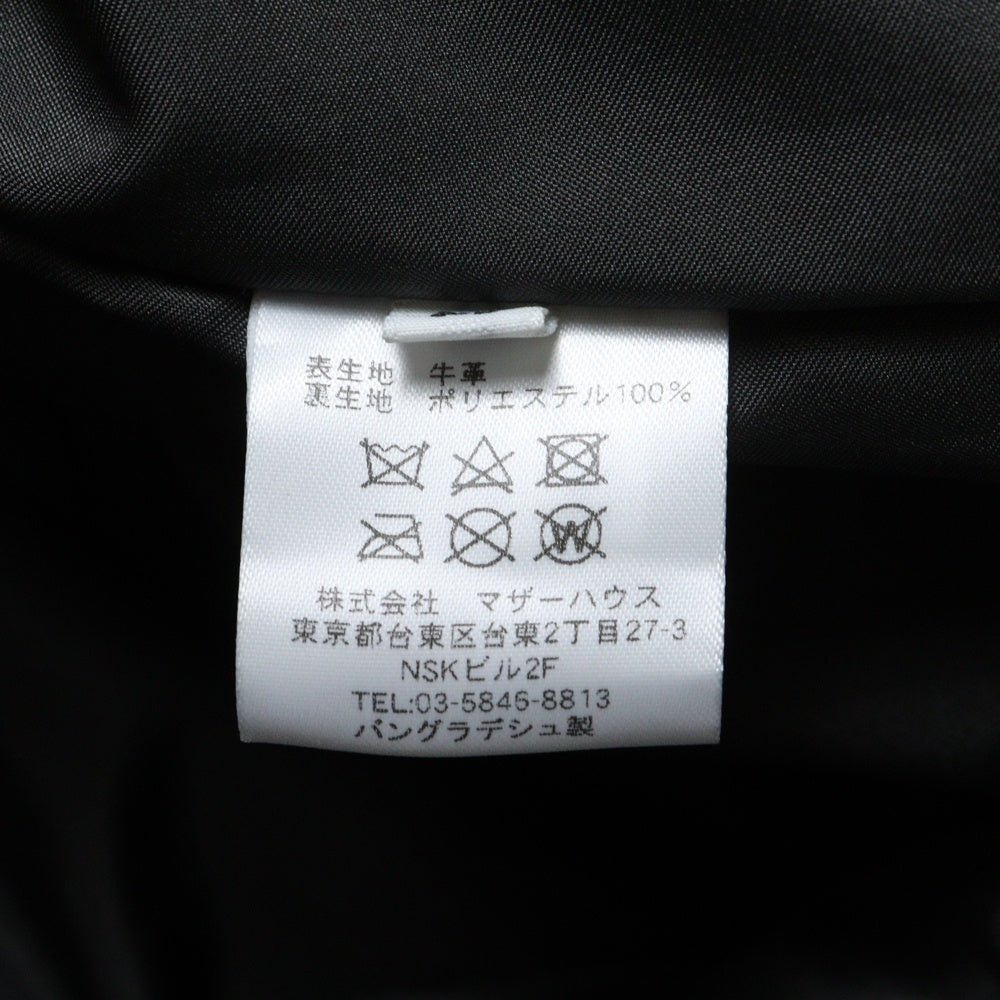 表生地 牛革
裏生地 ポリエステル100%
W
株式会社 マザーハウス
東京都台東区台東2丁目27-3
NSKビル2F
TEL:03-5846-8813
バングラデシュ製